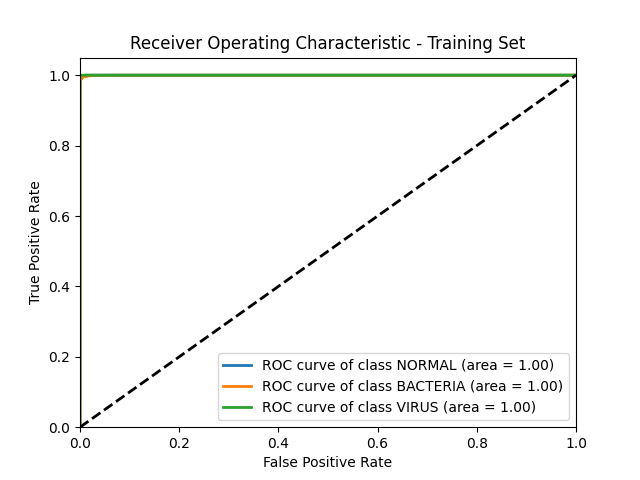 Receiver Operating Characteristic - Training Set
True Positive Rate
1.0
0.8
0.6
0.4
0.2
0.0
ROC curve of class NORMAL (area = 1.00)
ROC curve of class BACTERIA (area = 1.00)
ROC curve of class VIRUS (area = 1.00)
0.0 0.2 0.4 0.6 0.8 1.0
False Positive Rate